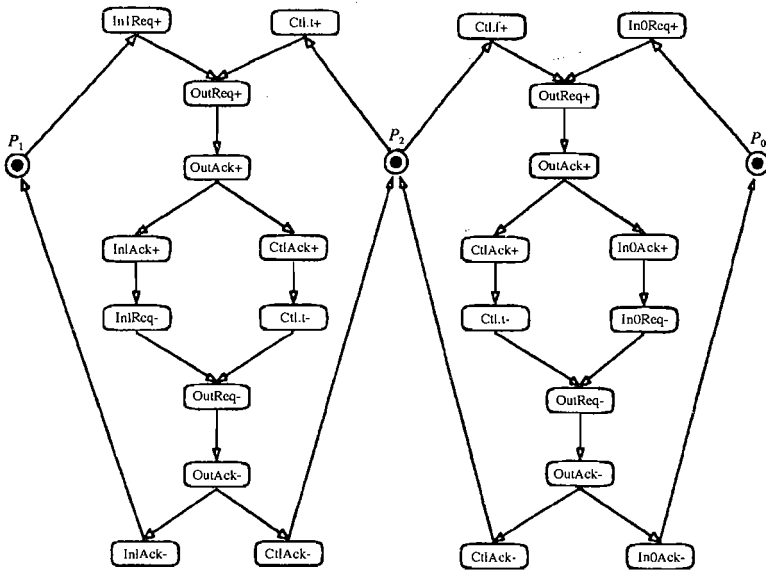 In1Req+ Ctl.t+ Ctl.f+ In0Req+
OutReq+ OutReq+
P1 P2 P0
OutAck+ OutAck+
In1Ack+ CtlAck+ CtlAck+ In0Ack+
In1Req- Ctl.t- Ctl.t- In0Req-
OutReq- OutReq-
OutAck- OutAck-
In1Ack- CtlAck- CtlAck- In0Ack-